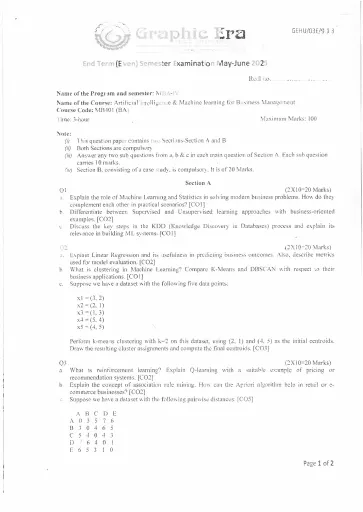 GEHU/03E/9.1.3
Graphic Era
End Term (Even) Semester Examination May-June 2025
Roll no.
Name of the Program and semester:
Name of the Course: Artificial Intelligence & Machine learning for Business Management
Course Code:
Time: 3-hour Maximum Marks: 100
Note:
(i) This question paper contains two Sections-Section A and B
(ii) Both Sections are compulsory
(iii) Answer any two sub questions from a, b & c in each main question of Section A. Each sub question
carries 10 marks.
(iv) Section B, consisting of a case study, is compulsory. It is of 20 Marks.
Section A
Q1 (2X10=20 Marks)
a. Explain the role of Machine Learning and Statistics in solving modern business problems. How do they
complement each other in practical scenarios? [CO1]
b. Differentiate between Supervised and Unsupervised learning approaches with business-oriented
examples. [CO2]
c. Discuss the key steps in the KDD (Knowledge Discovery in Databases) process and explain its
relevance in building ML systems. [CO1]
Q2 (2X10=20 Marks)
a. Explain Linear Regression and its usefulness in predicting business outcomes. Also, describe metrics
used for model evaluation. [CO2]
b. What is clustering in Machine Learning? Compare K-Means and DBSCAN with respect to their
business applications. [CO1]
c. Suppose we have a dataset with the following five data points:
x1 = (3, 2)
x2 = (2, 1)
x3 = (1, 3)
x4 = (5, 4)
x5 = (4, 5)
Perform k-means clustering with k=2 on this dataset, using (2, 1) and (4, 5) as the initial centroids.
Draw the resulting cluster assignments and compute the final centroids. [CO3]
Q3 (2X10=20 Marks)
a. What is reinforcement learning? Explain Q-learning with a suitable example of pricing or
recommendation systems. [CO2]
b. Explain the concept of association rule mining. How can the Apriori algorithm help in retail or e-
commerce businesses? [CO2]
c. Suppose we have a dataset with the following pairwise distances: [CO3]
A B C D E
A 0 3 5 7 6
B 3 0 4 6 5
C 5 4 0 4 3
D 7 6 4 0 1
E 6 5 3 1 0
Page 1 of 2